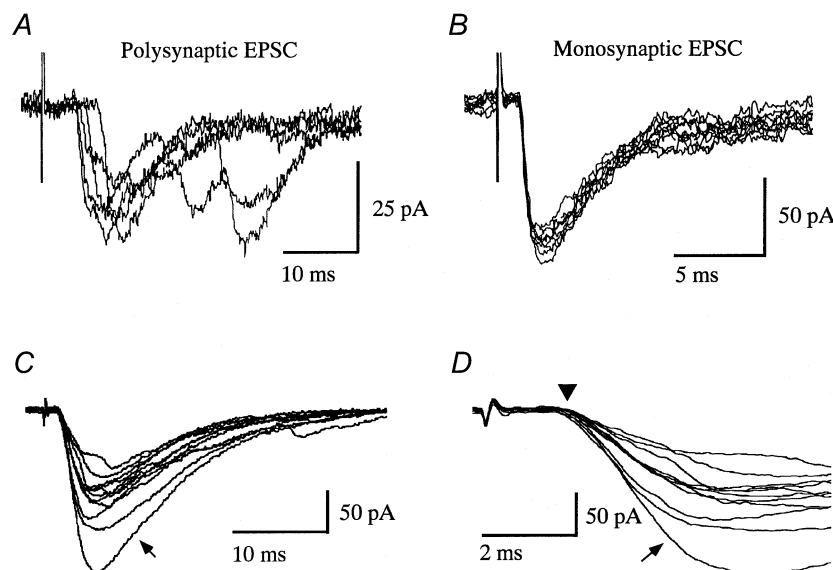 A
Polysynaptic EPSC
25 pA
10 ms
B
Monosynaptic EPSC
50 pA
5 ms
C
50 pA
10 ms
D
50 pA
2 ms